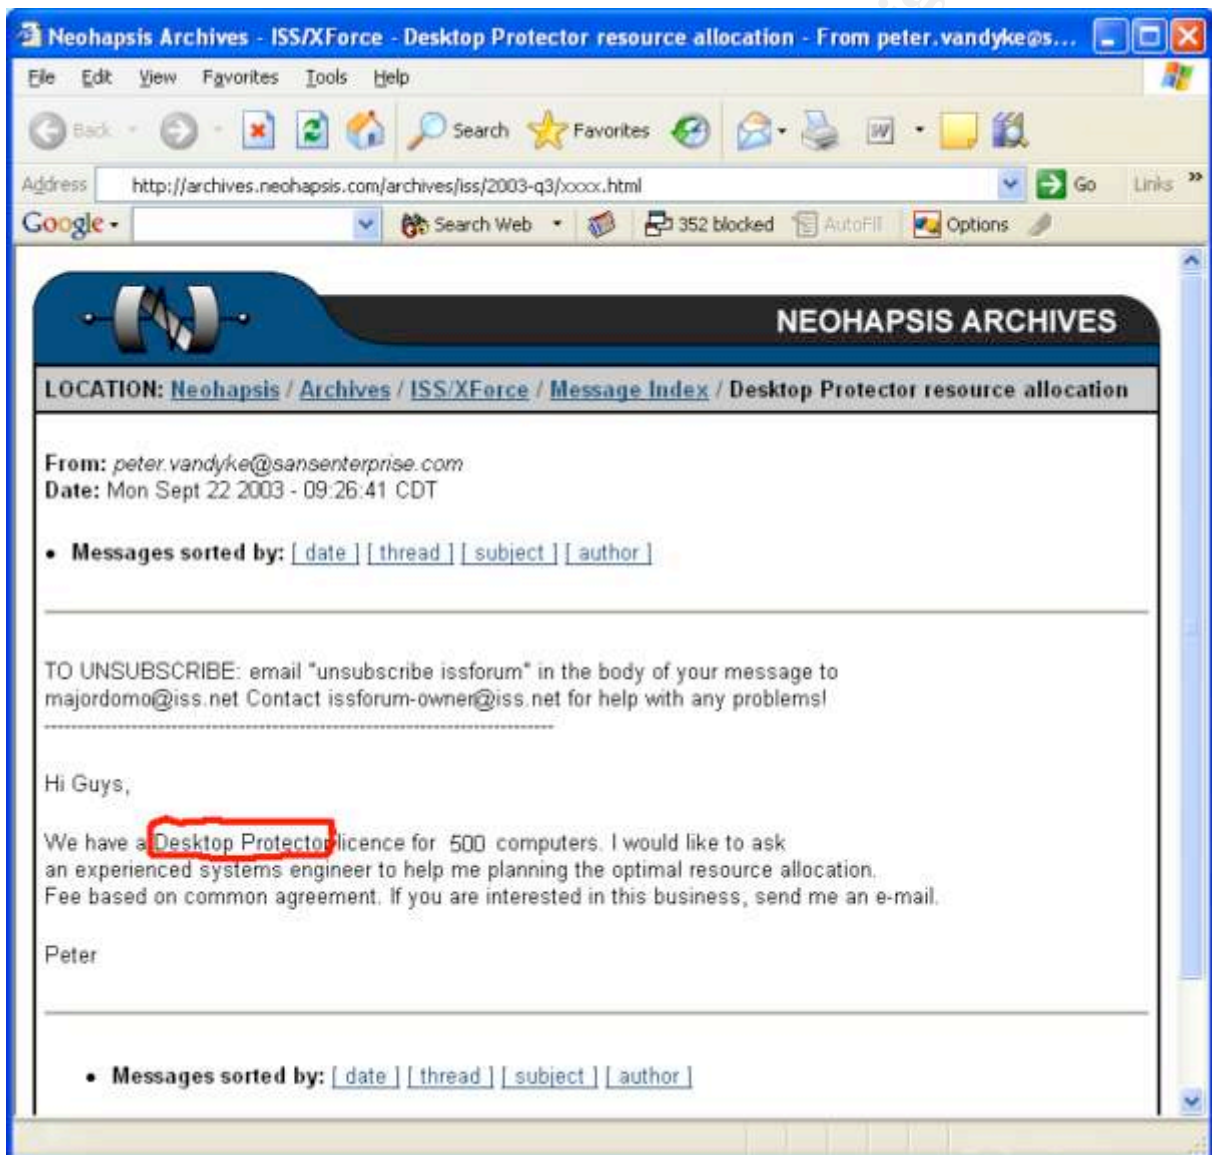 Neohapsis Archives - ISS/XForce - Desktop Protector resource allocation - From peter.vandyke@s...
File Edit View Favorites Tools Help
Back Search Favorites
Address http://archives.neohapsis.com/archives/iss/2003-q3/xxxx.html Go Links »
Google Search Web 352 blocked AutoFill Options
NEOHAPSIS ARCHIVES
LOCATION: Neohapsis / Archives / ISS/XForce / Message Index / Desktop Protector resource allocation
From: peter.vandyke@sansenterprise.com
Date: Mon Sept 22 2003 - 09:26:41 CDT
• Messages sorted by: [ date ] [ thread ] [ subject ] [ author ]
TO UNSUBSCRIBE: email "unsubscribe issforum" in the body of your message to
majordomo@iss.net Contact issforum-owner@iss.net for help with any problems!
------------------------------------------------------------------------------
Hi Guys,
We have a Desktop Protector licence for 500 computers. I would like to ask
an experienced systems engineer to help me planning the optimal resource allocation.
Fee based on common agreement. If you are interested in this business, send me an e-mail.
Peter
• Messages sorted by: [ date ] [ thread ] [ subject ] [ author ]